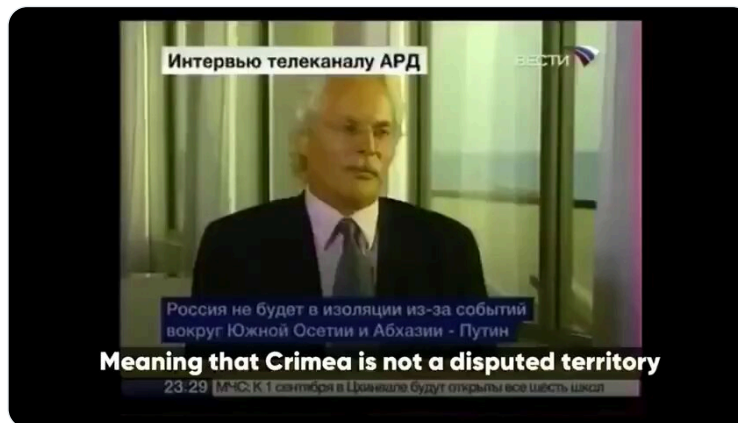 Интервью телеканалу АРД
ВЕСТИ
Россия не будет в изоляции из-за событий
вокруг Южной Осетии и Абхазии - Путин
Meaning that Crimea is not a disputed territory
23:29 МЧС: К 1 сентября в Цхинвале будут открыты все шесть школ